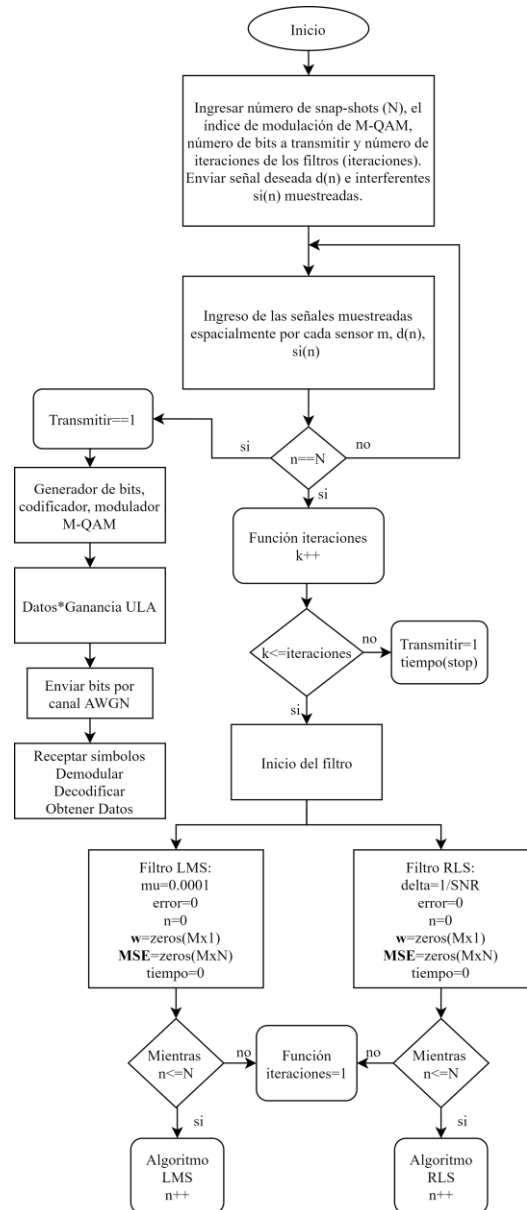 Inicio
Ingresar número de snap-shots (N), el
índice de modulación de M-QAM,
número de bits a transmitir y número de
iteraciones de los filtros (iteraciones).
Enviar señal deseada d(n) e interferentes
si(n) muestreadas.
Ingreso de las señales muestreadas
espacialmente por cada sensor m, d(n),
si(n)
Transmitir==1
si
n==N
no
si
Generador de bits,
codificador, modulador
M-QAM
Función iteraciones
k++
Datos*Ganancia ULA
k<=iteraciones
no
Transmitir=1
tiempo(stop)
si
Enviar bits por
canal AWGN
Receptar símbolos
Demodular
Decodificar
Obtener Datos
Inicio del filtro
Filtro LMS:
mu=0.0001
error=0
n=0
w=zeros(Mx1)
MSE=zeros(MxN)
tiempo=0
Filtro RLS:
delta=1/SNR
error=0
n=0
w=zeros(Mx1)
MSE=zeros(MxN)
tiempo=0
Mientras
n<=N
no
Función
iteraciones=1
no
Mientras
n<=N
si
si
Algoritmo
LMS
n++
Algoritmo
RLS
n++